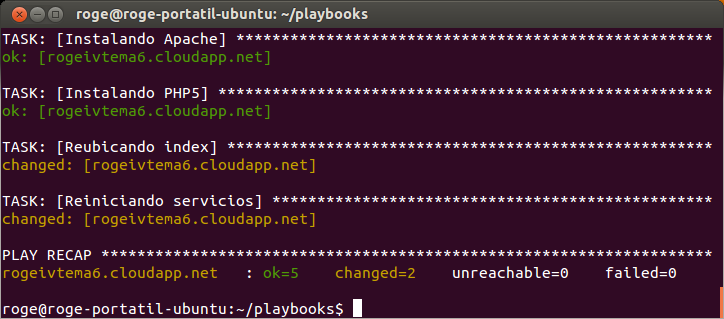 roge@roge-portatil-ubuntu: ~/playbooks
TASK: [Instalando Apache] *****************************************************
ok: [rogeivtema6.cloudapp.net]
TASK: [Instalando PHP5] *******************************************************
ok: [rogeivtema6.cloudapp.net]
TASK: [Reubicando index] ******************************************************
changed: [rogeivtema6.cloudapp.net]
TASK: [Reiniciando servicios] *************************************************
changed: [rogeivtema6.cloudapp.net]
PLAY RECAP ********************************************************************
rogeivtema6.cloudapp.net   : ok=5    changed=2    unreachable=0    failed=0
roge@roge-portatil-ubuntu:~/playbooks$